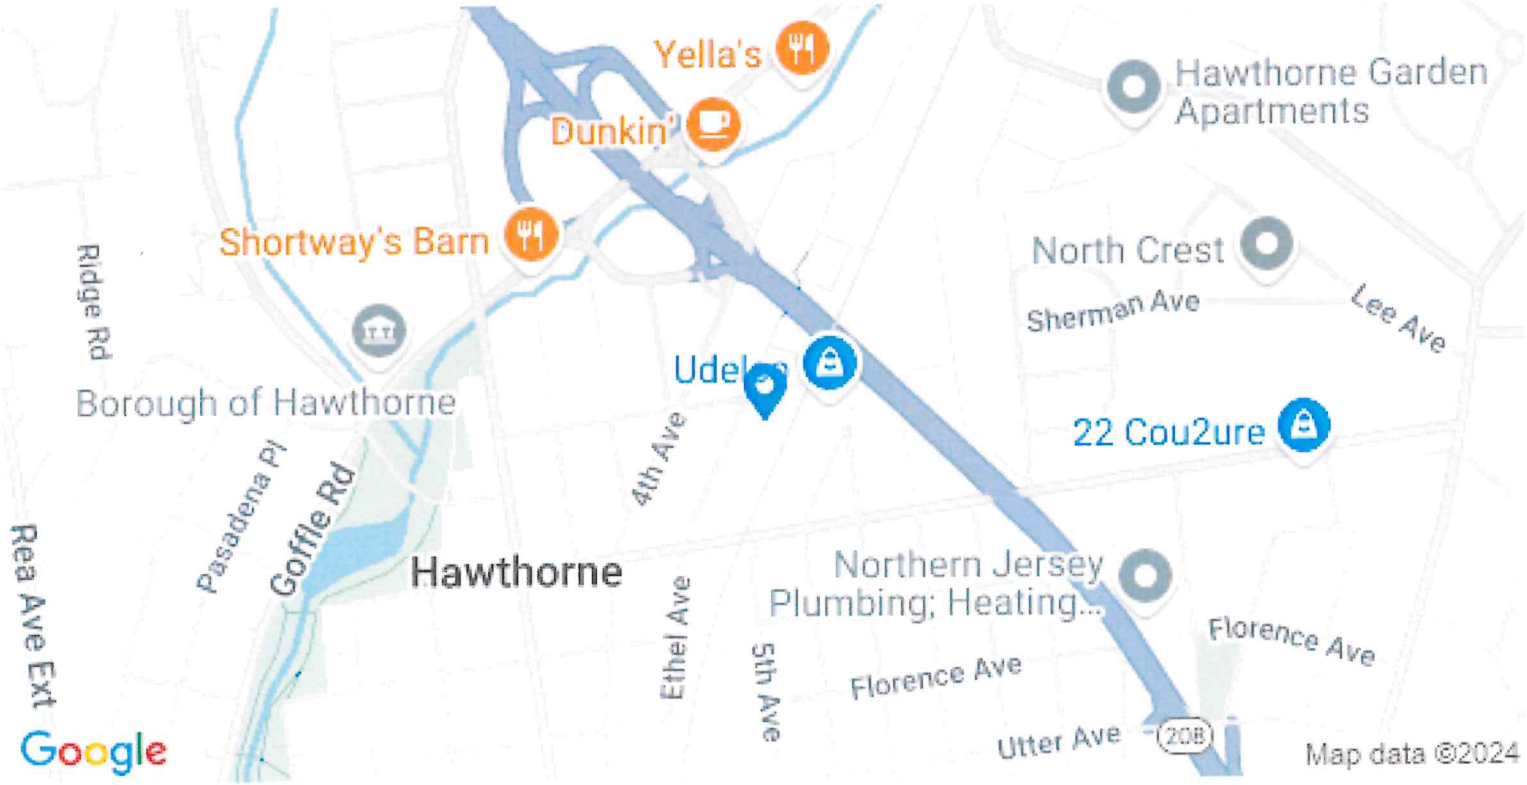 Yella's
Hawthorne Garden
Apartments
Dunkin'
Shortway's Barn
North Crest
Ridge Rd
Sherman Ave
Lee Ave
Borough of Hawthorne
4th Ave
22 Cou2ure
Pasadena Pl
Goffle Rd
Rea Ave Ext
Hawthorne
Northern Jersey
Plumbing; Heating...
Ethel Ave
5th Ave
Florence Ave
Florence Ave
Utter Ave
208
Google
Map data ©2024